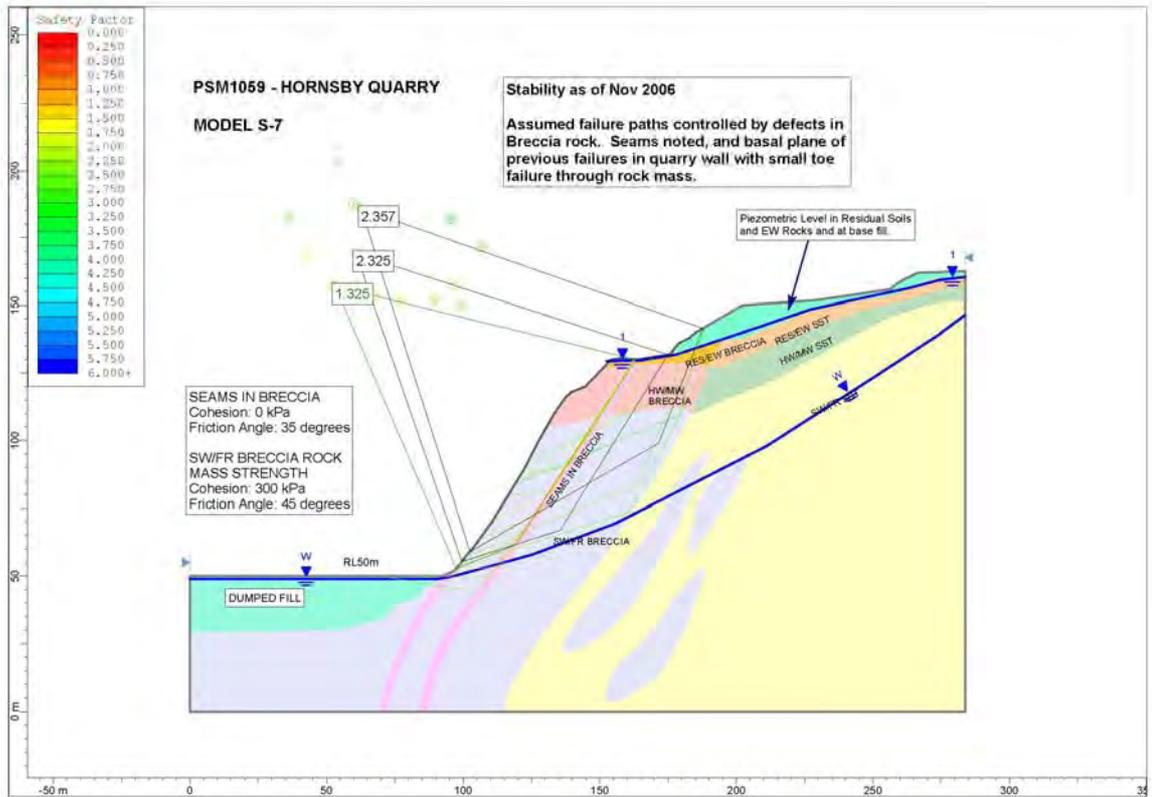 Safety Factor
0.000
0.250
0.500
0.750
1.000
1.250
1.500
1.750
2.000
2.250
2.500
2.750
3.000
3.250
3.500
3.750
4.000
4.250
4.500
4.750
5.000
5.250
5.500
5.750
6.000+
PSM1059 - HORNSBY QUARRY
MODEL S-7
Stability as of Nov 2006
Assumed failure paths controlled by defects in
Breccia rock. Seams noted, and basal plane of
previous failures in quarry wall with small toe
failure through rock mass.
2.357
2.325
1.325
Piezometric Level in Residual Soils
and EW Rocks and at base fill.
1
1
RES/EW BRECCIA
RES/EW SST
HW/MW SST
HW/MW
BRECCIA
W
SW/FR
SEAMS IN BRECCIA
SW/FR BRECCIA
SEAMS IN BRECCIA
Cohesion: 0 kPa
Friction Angle: 35 degrees
SW/FR BRECCIA ROCK
MASS STRENGTH
Cohesion: 300 kPa
Friction Angle: 45 degrees
W
RL50m
DUMPED FILL
250
200
150
100
50
0 m
-50 m
0
50
100
150
200
250
300